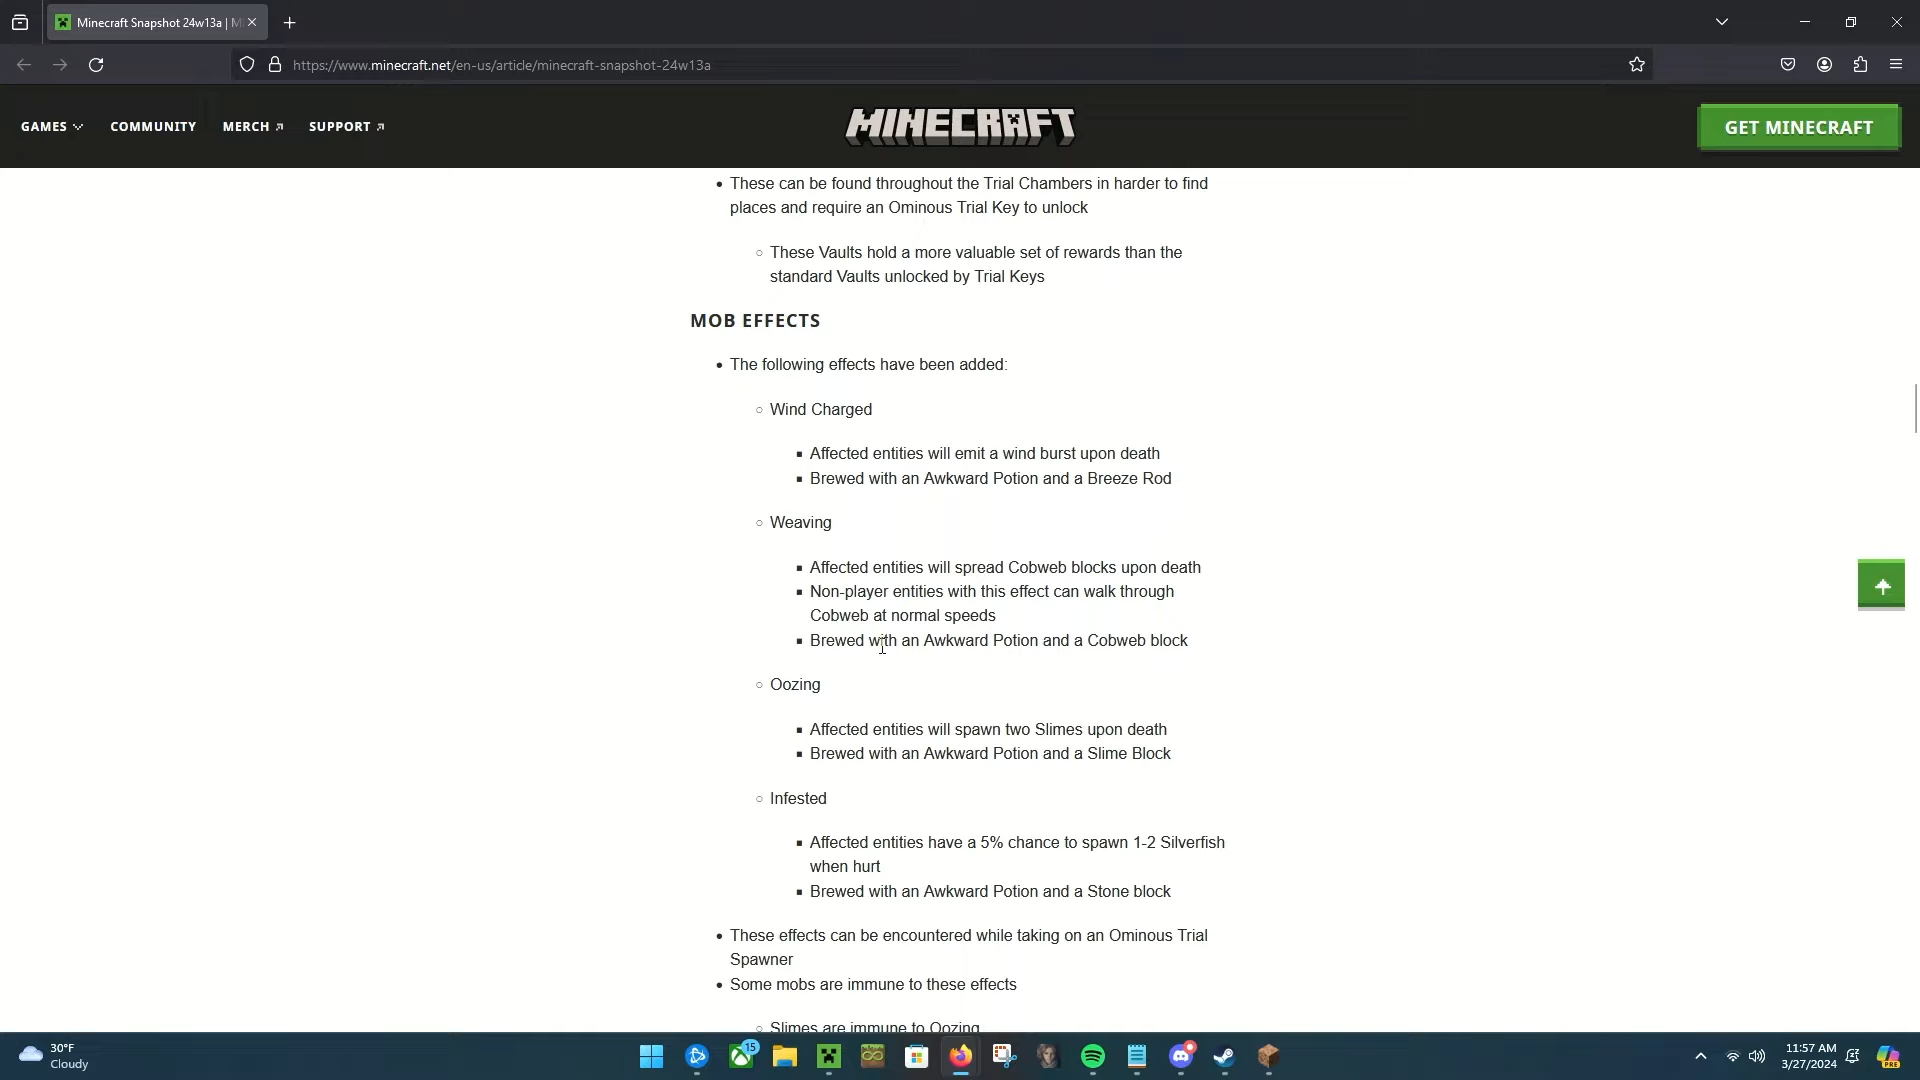 Minecraft Snapshot 24w13a | M
https://www.minecraft.net/en-us/article/minecraft-snapshot-24w13a
GAMES
COMMUNITY
MERCH
SUPPORT
MINECRAFT
GET MINECRAFT
• These can be found throughout the Trial Chambers in harder to find
places and require an Ominous Trial Key to unlock
○ These Vaults hold a more valuable set of rewards than the
standard Vaults unlocked by Trial Keys
MOB EFFECTS
• The following effects have been added:
○ Wind Charged
▪ Affected entities will emit a wind burst upon death
▪ Brewed with an Awkward Potion and a Breeze Rod
○ Weaving
▪ Affected entities will spread Cobweb blocks upon death
▪ Non-player entities with this effect can walk through
Cobweb at normal speeds
▪ Brewed with an Awkward Potion and a Cobweb block
○ Oozing
▪ Affected entities will spawn two Slimes upon death
▪ Brewed with an Awkward Potion and a Slime Block
○ Infested
▪ Affected entities have a 5% chance to spawn 1-2 Silverfish
when hurt
▪ Brewed with an Awkward Potion and a Stone block
• These effects can be encountered while taking on an Ominous Trial
Spawner
• Some mobs are immune to these effects
○ Slimes are immune to Oozing
30°F
Cloudy
15
11:57 AM
3/27/2024
PRE